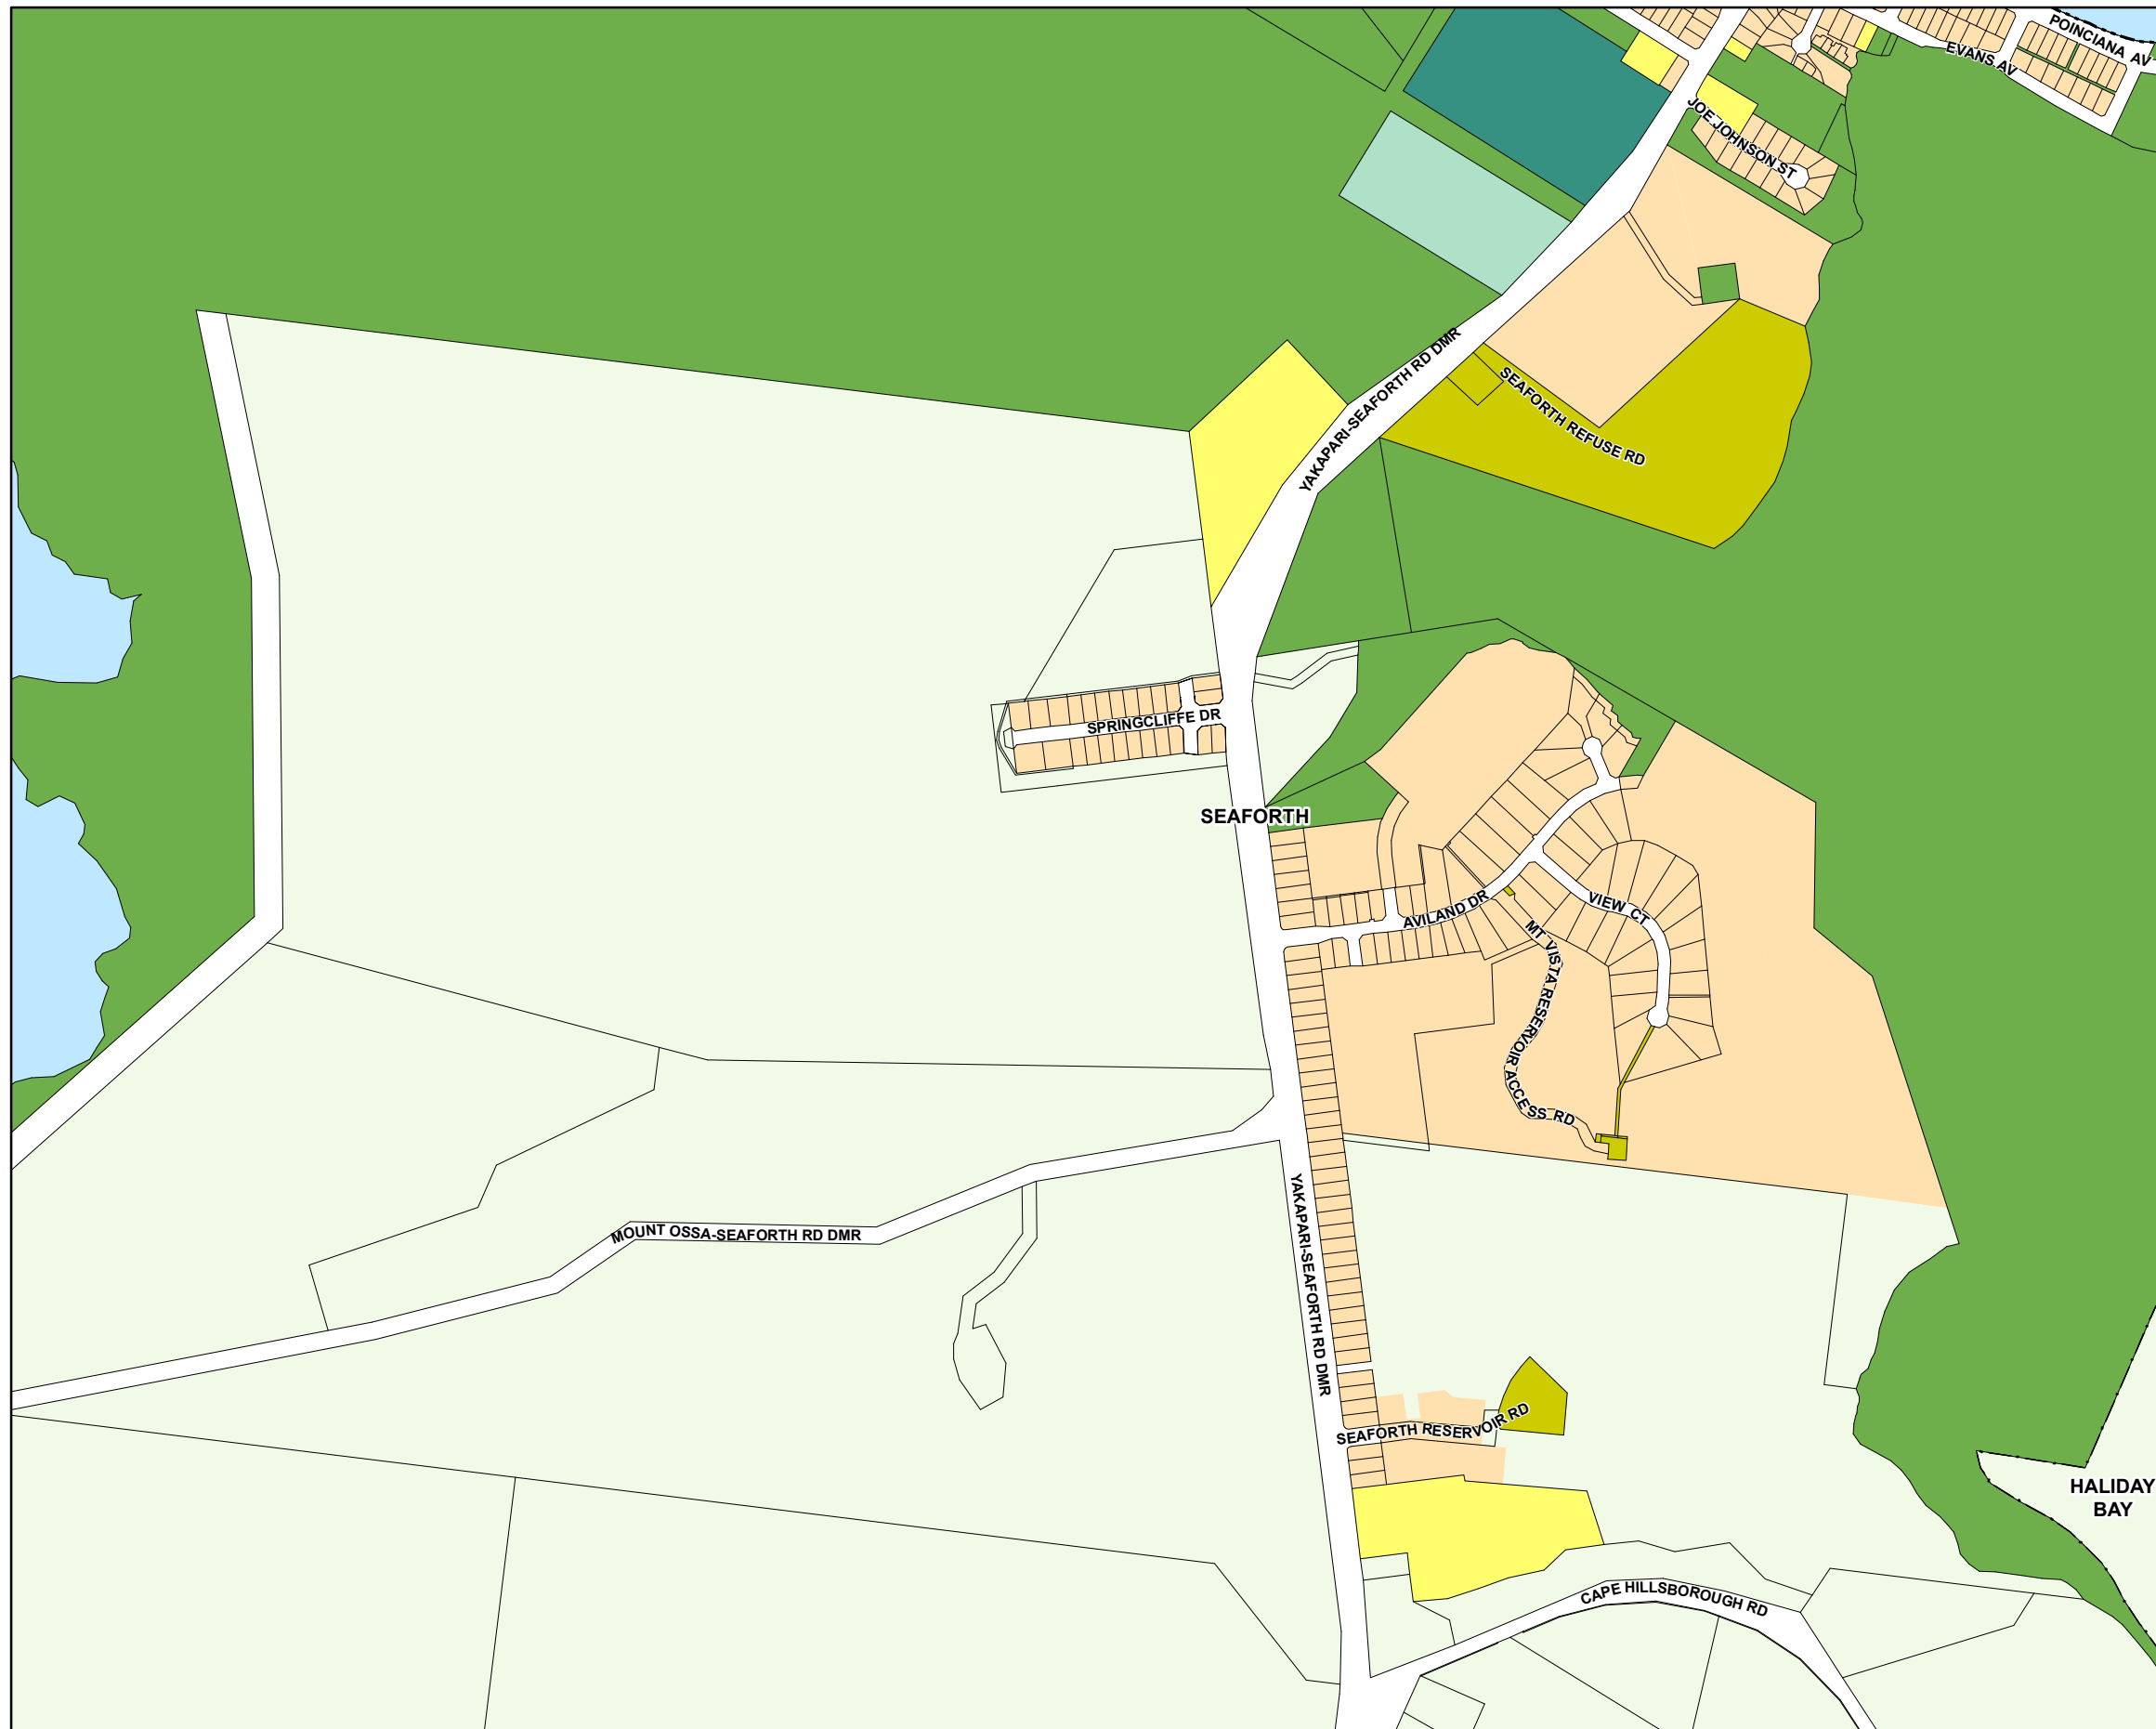 POINCIANA AV
EVANS AV
JOE JOHNSON ST
YAKAPARI-SEAFORTH RD DMR
SEAFORTH REFUSE RD
SPRINGCLIFFE DR
SEAFORTH
AVILAND DR
VIEW CT
MT VISTA RESERVOIR ACCESS RD
MOUNT OSSA-SEAFORTH RD DMR
YAKAPARI-SEAFORTH RD DMR
SEAFORTH RESERVOIR RD
HALIDAY
BAY
CAPE HILLSBOROUGH RD